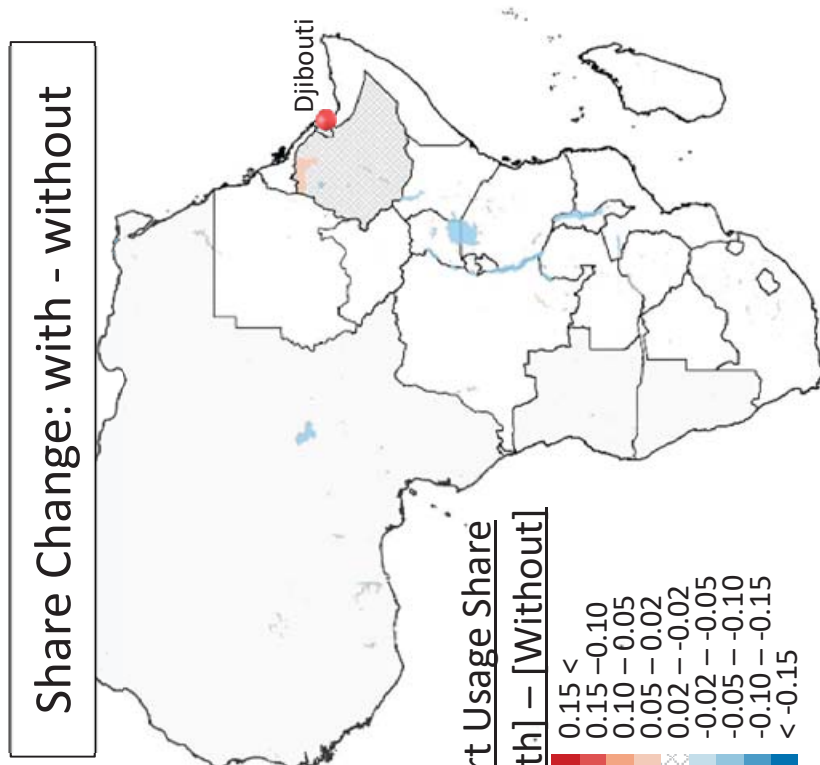 Share Change: with - without
Djibouti
Usage Share
– [Without]
0.15 <
0.15 –0.10
0.10 – 0.05
0.05 – 0.02
0.02 – -0.02
-0.02 – -0.05
-0.05 – -0.10
-0.10 – -0.15
< -0.15